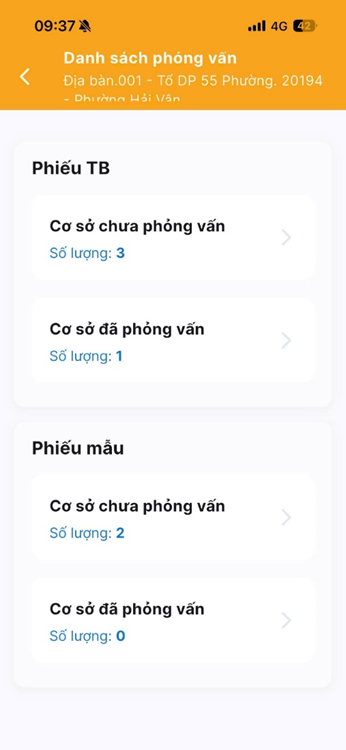 09:37 4G 42
Danh sách phỏng vấn
Địa bàn.001 - Tổ DP 55 Phường. 20194
- Phường Hải Vân
Phiếu TB
Cơ sở chưa phỏng vấn
Số lượng: 3
Cơ sở đã phỏng vấn
Số lượng: 1
Phiếu mẫu
Cơ sở chưa phỏng vấn
Số lượng: 2
Cơ sở đã phỏng vấn
Số lượng: 0